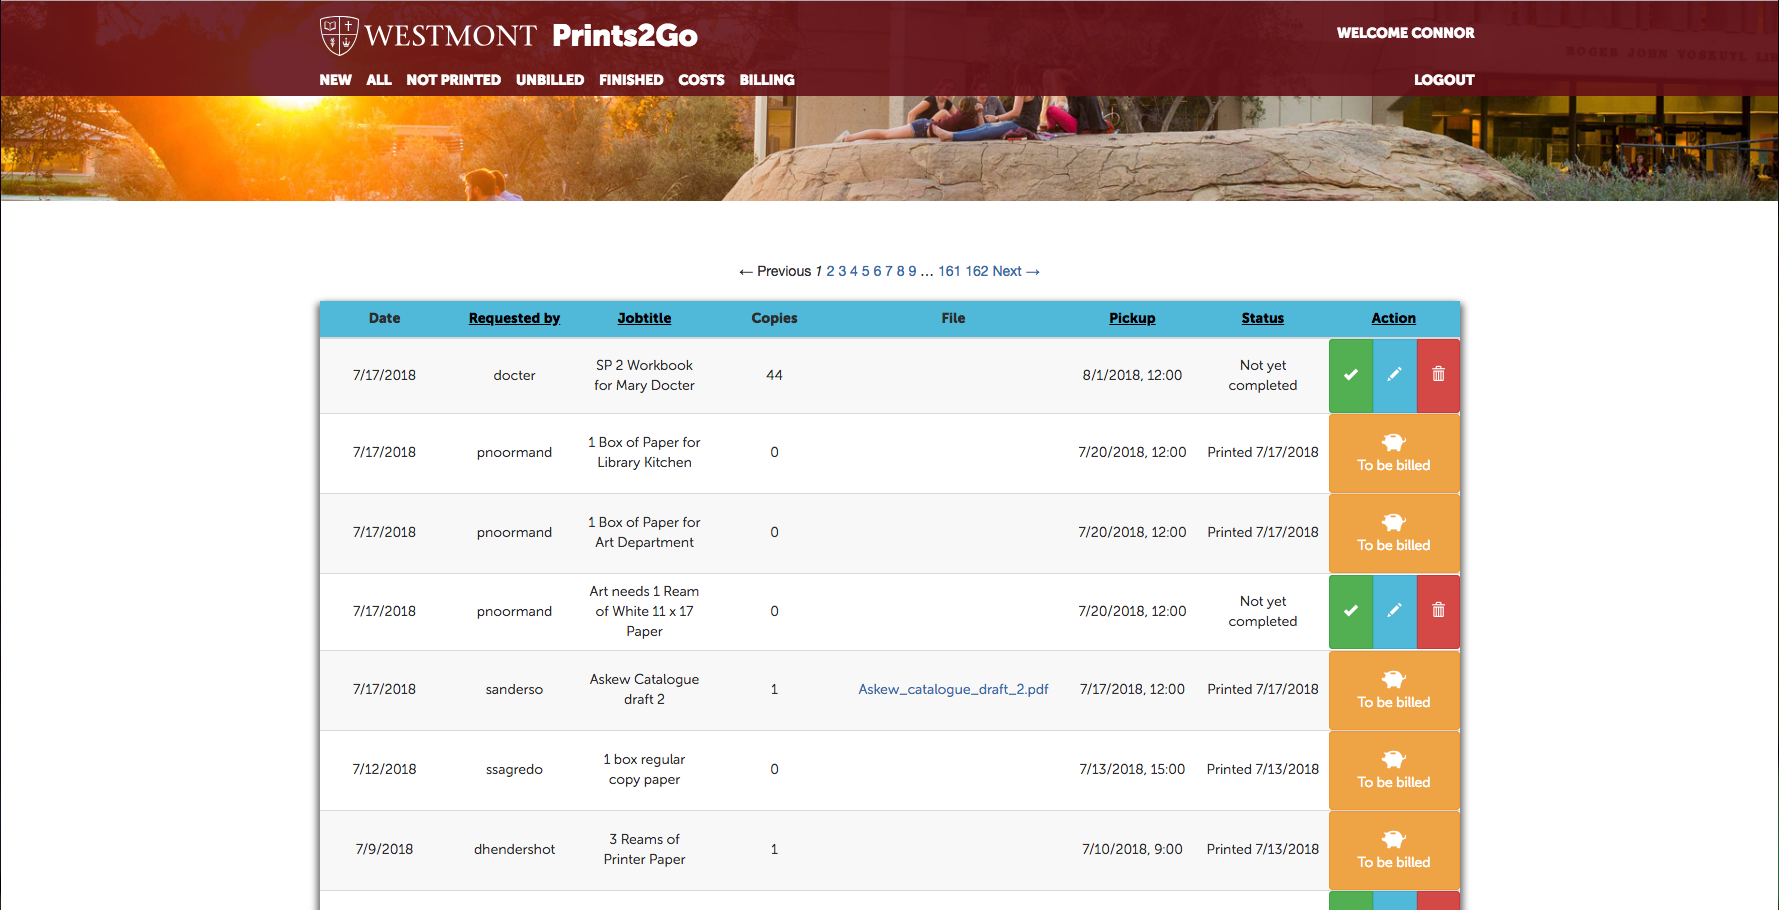 WESTMONT Prints2Go
WELCOME CONNOR
NEW ALL NOT PRINTED UNBILLED FINISHED COSTS BILLING
LOGOUT
ROGER JOHN VOSKUYL LI
← Previous 1 2 3 4 5 6 7 8 9 … 161 162 Next →
Date Requested by Jobtitle Copies File Pickup Status Action
7/17/2018 docter SP 2 Workbook for Mary Docter 44 8/1/2018, 12:00 Not yet completed
7/17/2018 pnoormand 1 Box of Paper for Library Kitchen 0 7/20/2018, 12:00 Printed 7/17/2018 To be billed
7/17/2018 pnoormand 1 Box of Paper for Art Department 0 7/20/2018, 12:00 Printed 7/17/2018 To be billed
7/17/2018 pnoormand Art needs 1 Ream of White 11 x 17 Paper 0 7/20/2018, 12:00 Not yet completed
7/17/2018 sanderso Askew Catalogue draft 2 1 Askew_catalogue_draft_2.pdf 7/17/2018, 12:00 Printed 7/17/2018 To be billed
7/12/2018 ssagredo 1 box regular copy paper 0 7/13/2018, 15:00 Printed 7/13/2018 To be billed
7/9/2018 dhendershot 3 Reams of Printer Paper 1 7/10/2018, 9:00 Printed 7/13/2018 To be billed